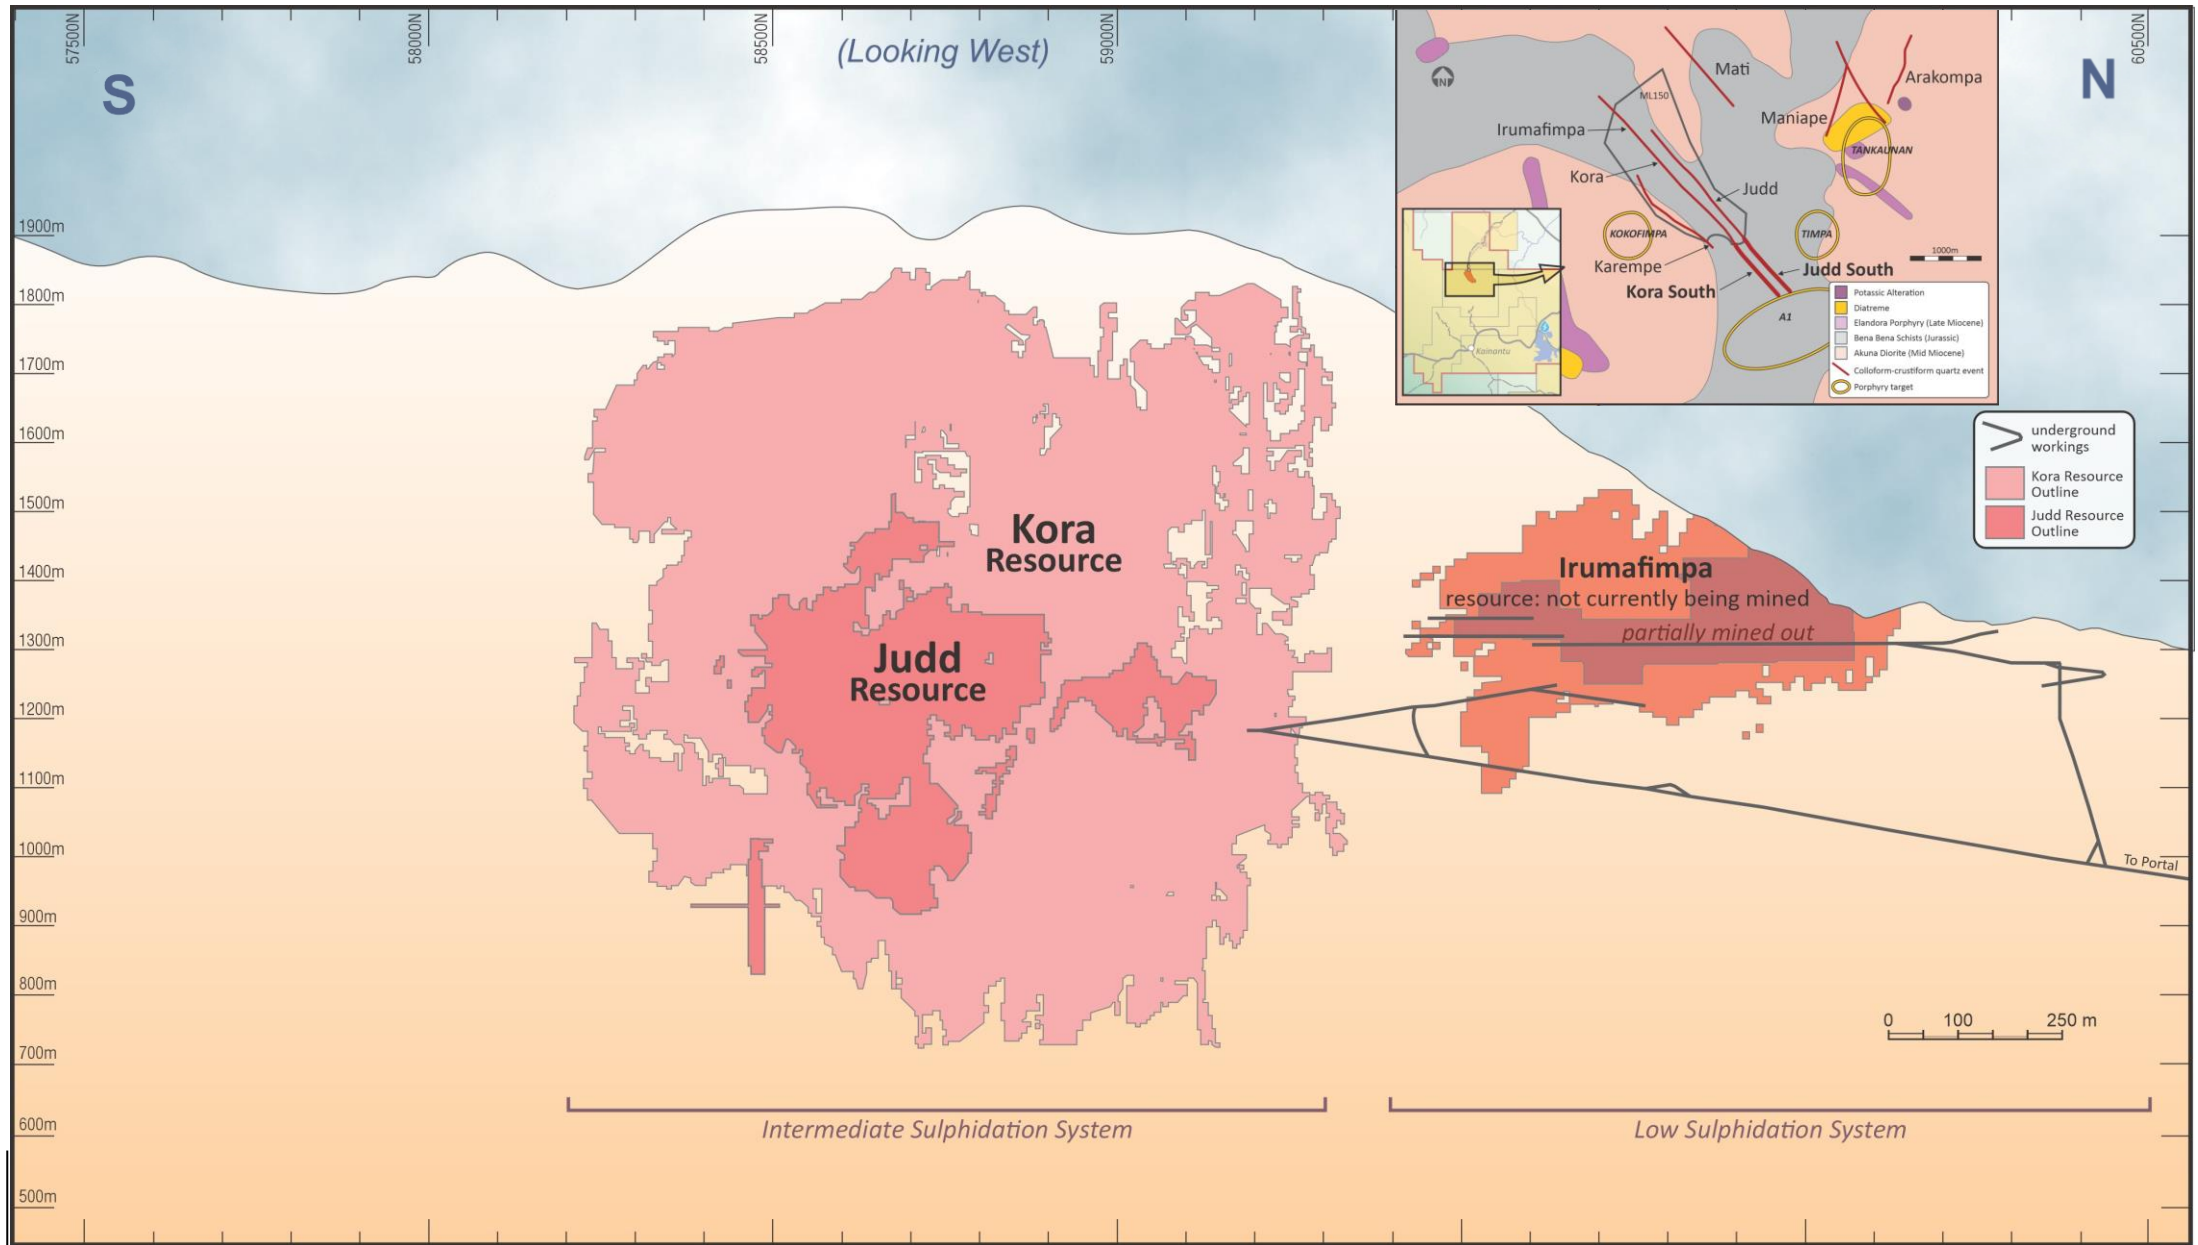 57500N
58000N
58500N
59000N
60500N
S
(Looking West)
N
1900m
1800m
1700m
1600m
1500m
1400m
1300m
1200m
1100m
1000m
900m
800m
700m
600m
500m
Mati
Arakompa
ML150
Maniape
Irumafimpa
TANKAUNAN
Kora
Judd
KOKOFIMPA
TIMPA
1000m
Karempe
Judd South
Kora South
A1
N
Kainantu
Potassic Alteration
Diatreme
Elandora Porphyry (Late Miocene)
Bena Bena Schists (Jurassic)
Akuna Diorite (Mid Miocene)
Colloform-crustiform quartz event
Porphyry target
underground
workings
Kora Resource
Outline
Judd Resource
Outline
Kora
Resource
Judd
Resource
Irumafimpa
resource: not currently being mined
partially mined out
To Portal
0 100 250 m
Intermediate Sulphidation System
Low Sulphidation System